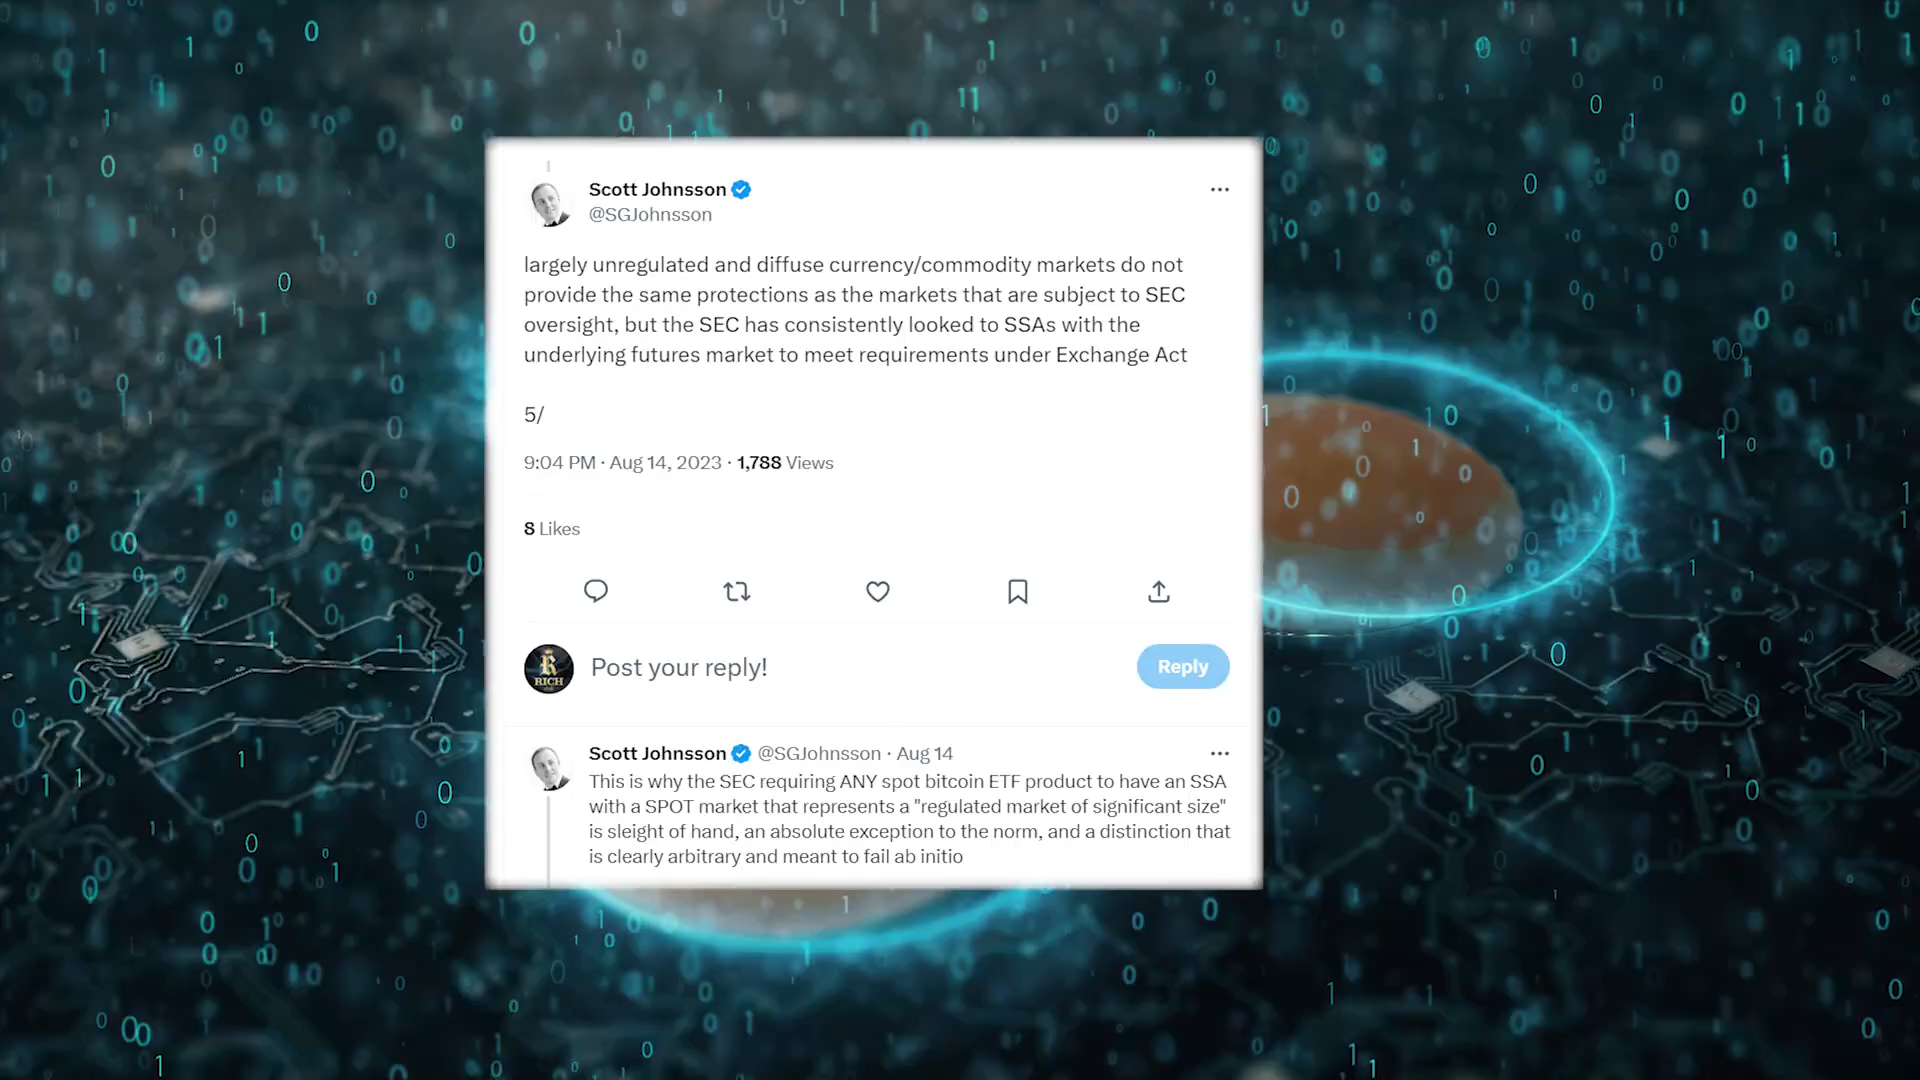 Scott Johnsson
@SGJohnsson
largely unregulated and diffuse currency/commodity markets do not
provide the same protections as the markets that are subject to SEC
oversight, but the SEC has consistently looked to SSAs with the
underlying futures market to meet requirements under Exchange Act
5/
9:04 PM · Aug 14, 2023 · 1,788 Views
8 Likes
R
RICH
Post your reply!
Reply
Scott Johnsson @SGJohnsson · Aug 14
This is why the SEC requiring ANY spot bitcoin ETF product to have an SSA
with a SPOT market that represents a "regulated market of significant size"
is sleight of hand, an absolute exception to the norm, and a distinction that
is clearly arbitrary and meant to fail ab initio